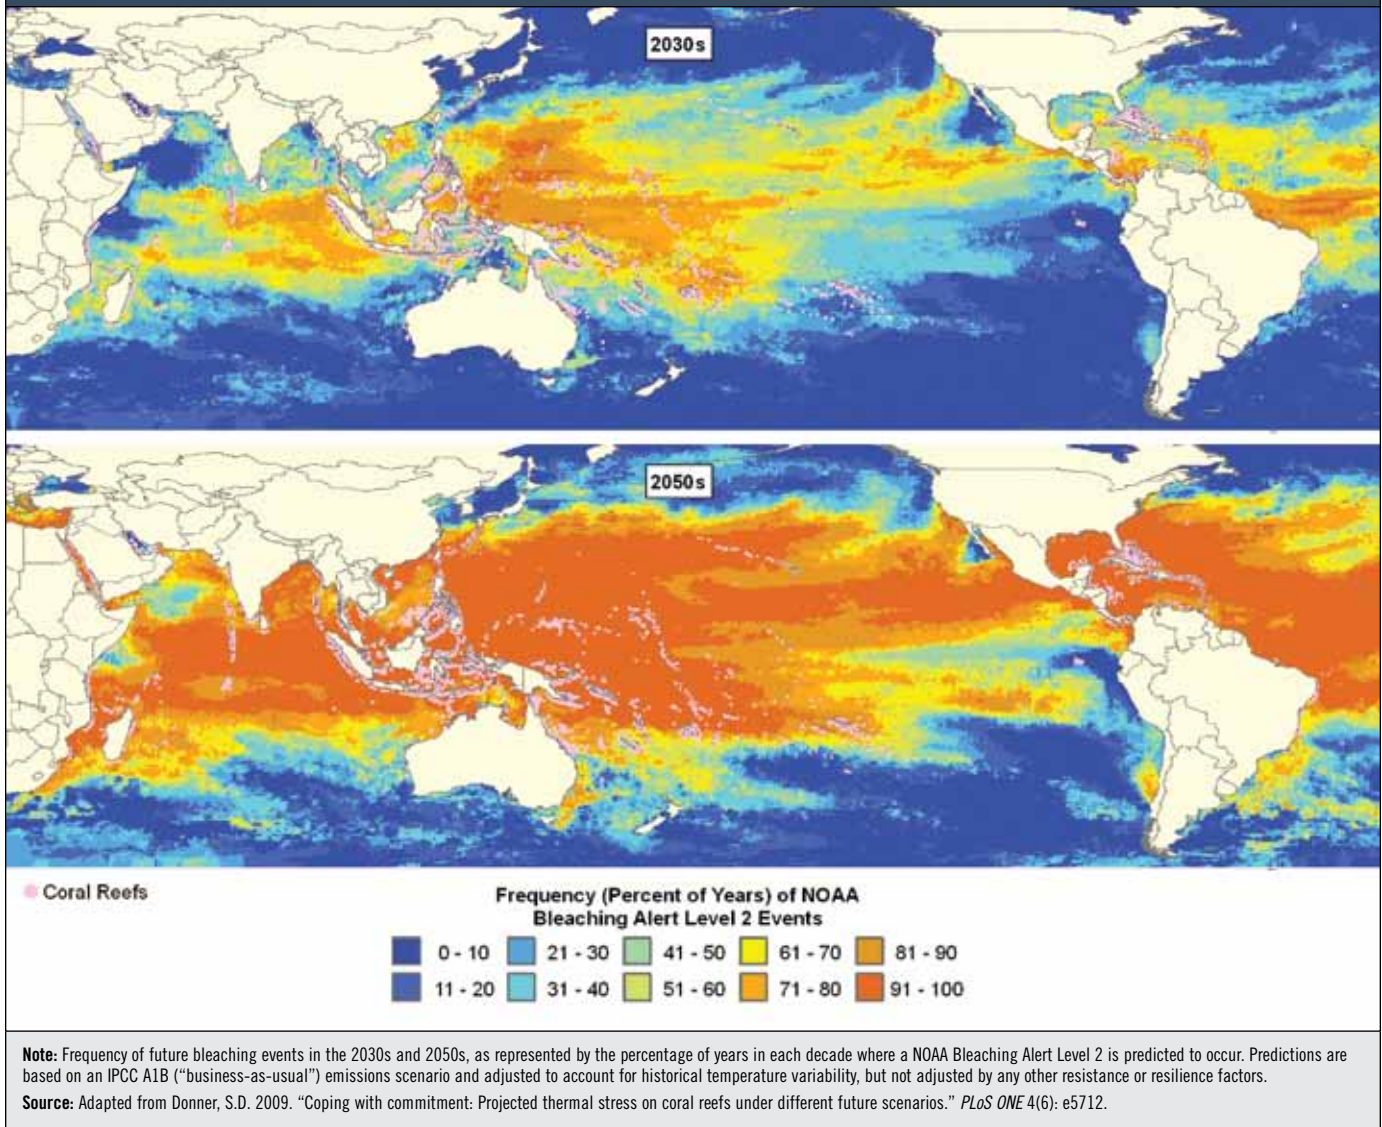 2030s
2050s
Coral Reefs
Frequency (Percent of Years) of NOAA
Bleaching Alert Level 2 Events
0 - 10
21 - 30
41 - 50
61 - 70
81 - 90
11 - 20
31 - 40
51 - 60
71 - 80
91 - 100
Note: Frequency of future bleaching events in the 2030s and 2050s, as represented by the percentage of years in each decade where a NOAA Bleaching Alert Level 2 is predicted to occur. Predictions are
based on an IPCC A1B (“business-as-usual”) emissions scenario and adjusted to account for historical temperature variability, but not adjusted by any other resistance or resilience factors.
Source: Adapted from Donner, S.D. 2009. “Coping with commitment: Projected thermal stress on coral reefs under different future scenarios.” PLoS ONE 4(6): e5712.